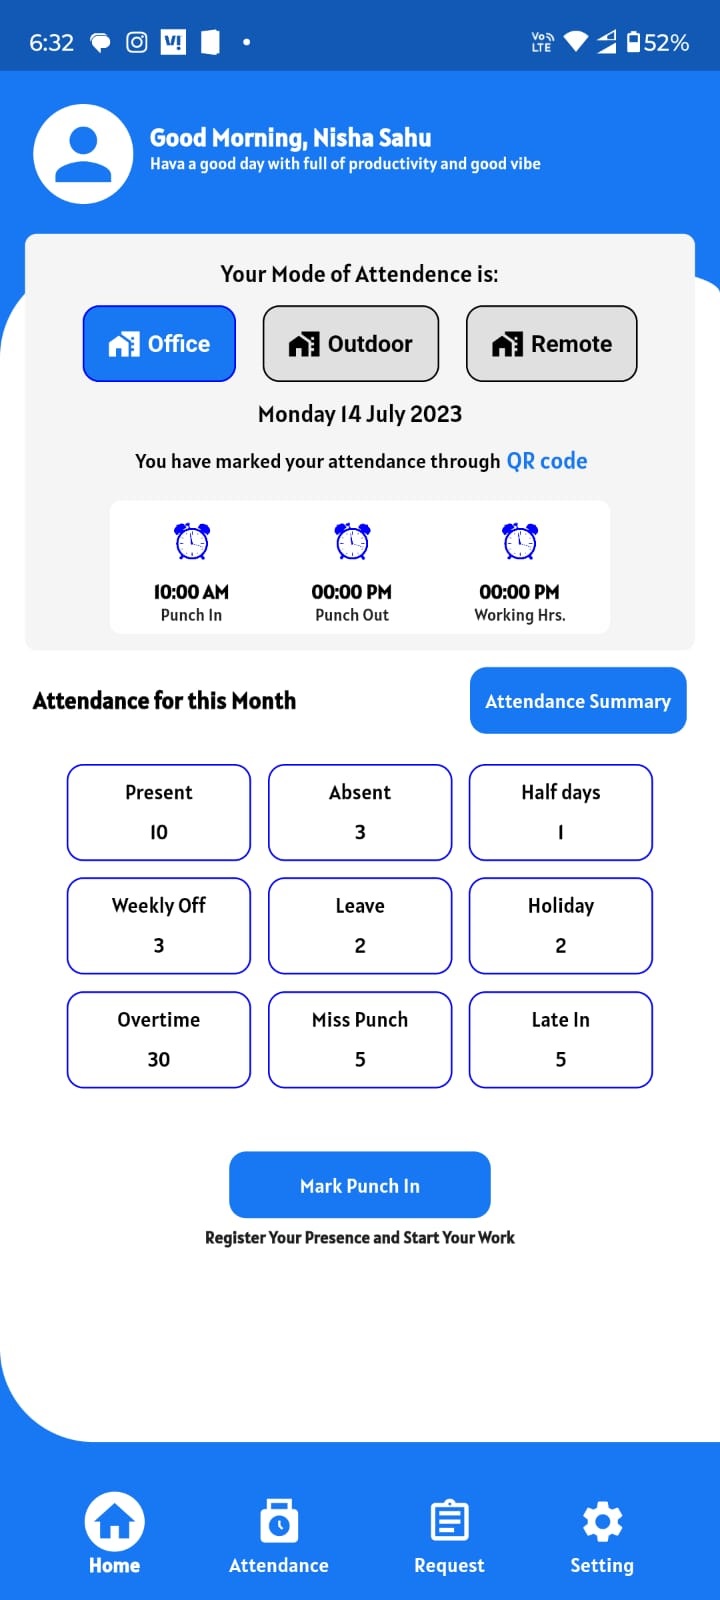 6:32 V! Vo LTE 52%
Good Morning, Nisha Sahu
Hava a good day with full of productivity and good vibe
Your Mode of Attendence is:
Office Outdoor Remote
Monday 14 July 2023
You have marked your attendance through QR code
10:00 AM 00:00 PM 00:00 PM
Punch In Punch Out Working Hrs.
Attendance for this Month Attendance Summary
Present Absent Half days
10 3 1
Weekly Off Leave Holiday
3 2 2
Overtime Miss Punch Late In
30 5 5
Mark Punch In
Register Your Presence and Start Your Work
Home Attendance Request Setting